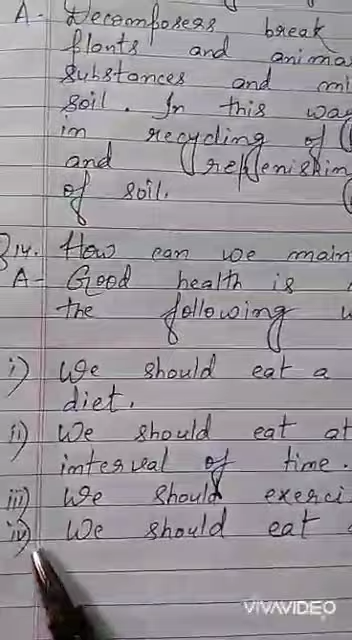 A- Decomposers break
plants and anima
substances and mi
soil. In this way
in recycling of
and replenishin
of soil.
Q14. How can we main
A- Good health is
the following w
i) We should eat a
diet.
ii) We should eat at
interval of time.
iii) We should exerci
iv) We should eat
VIVAVIDEO